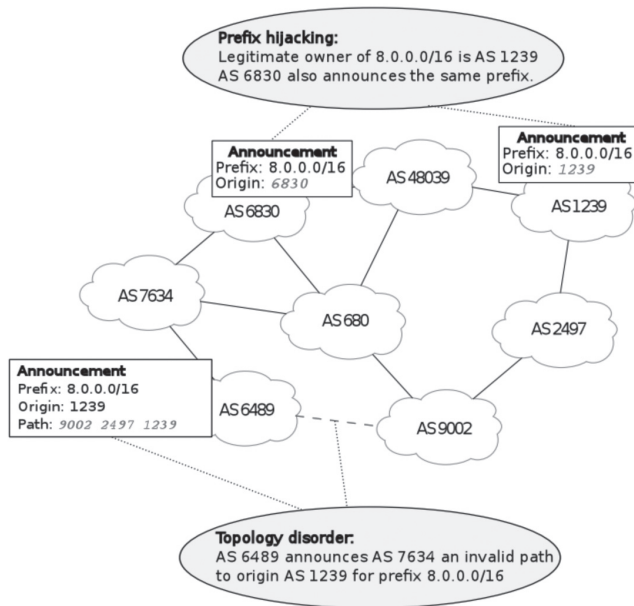 Prefix hijacking:
Legitimate owner of 8.0.0.0/16 is AS 1239
AS 6830 also announces the same prefix.
Announcement
Prefix: 8.0.0.0/16
Origin: 6830
Announcement
Prefix: 8.0.0.0/16
Origin: 1239
AS 48039
AS 6830
AS 1239
AS 7634
AS 680
AS 2497
Announcement
Prefix: 8.0.0.0/16
Origin: 1239
Path: 9002 2497 1239
AS 6489
AS 9002
Topology disorder:
AS 6489 announces AS 7634 an invalid path
to origin AS 1239 for prefix 8.0.0.0/16